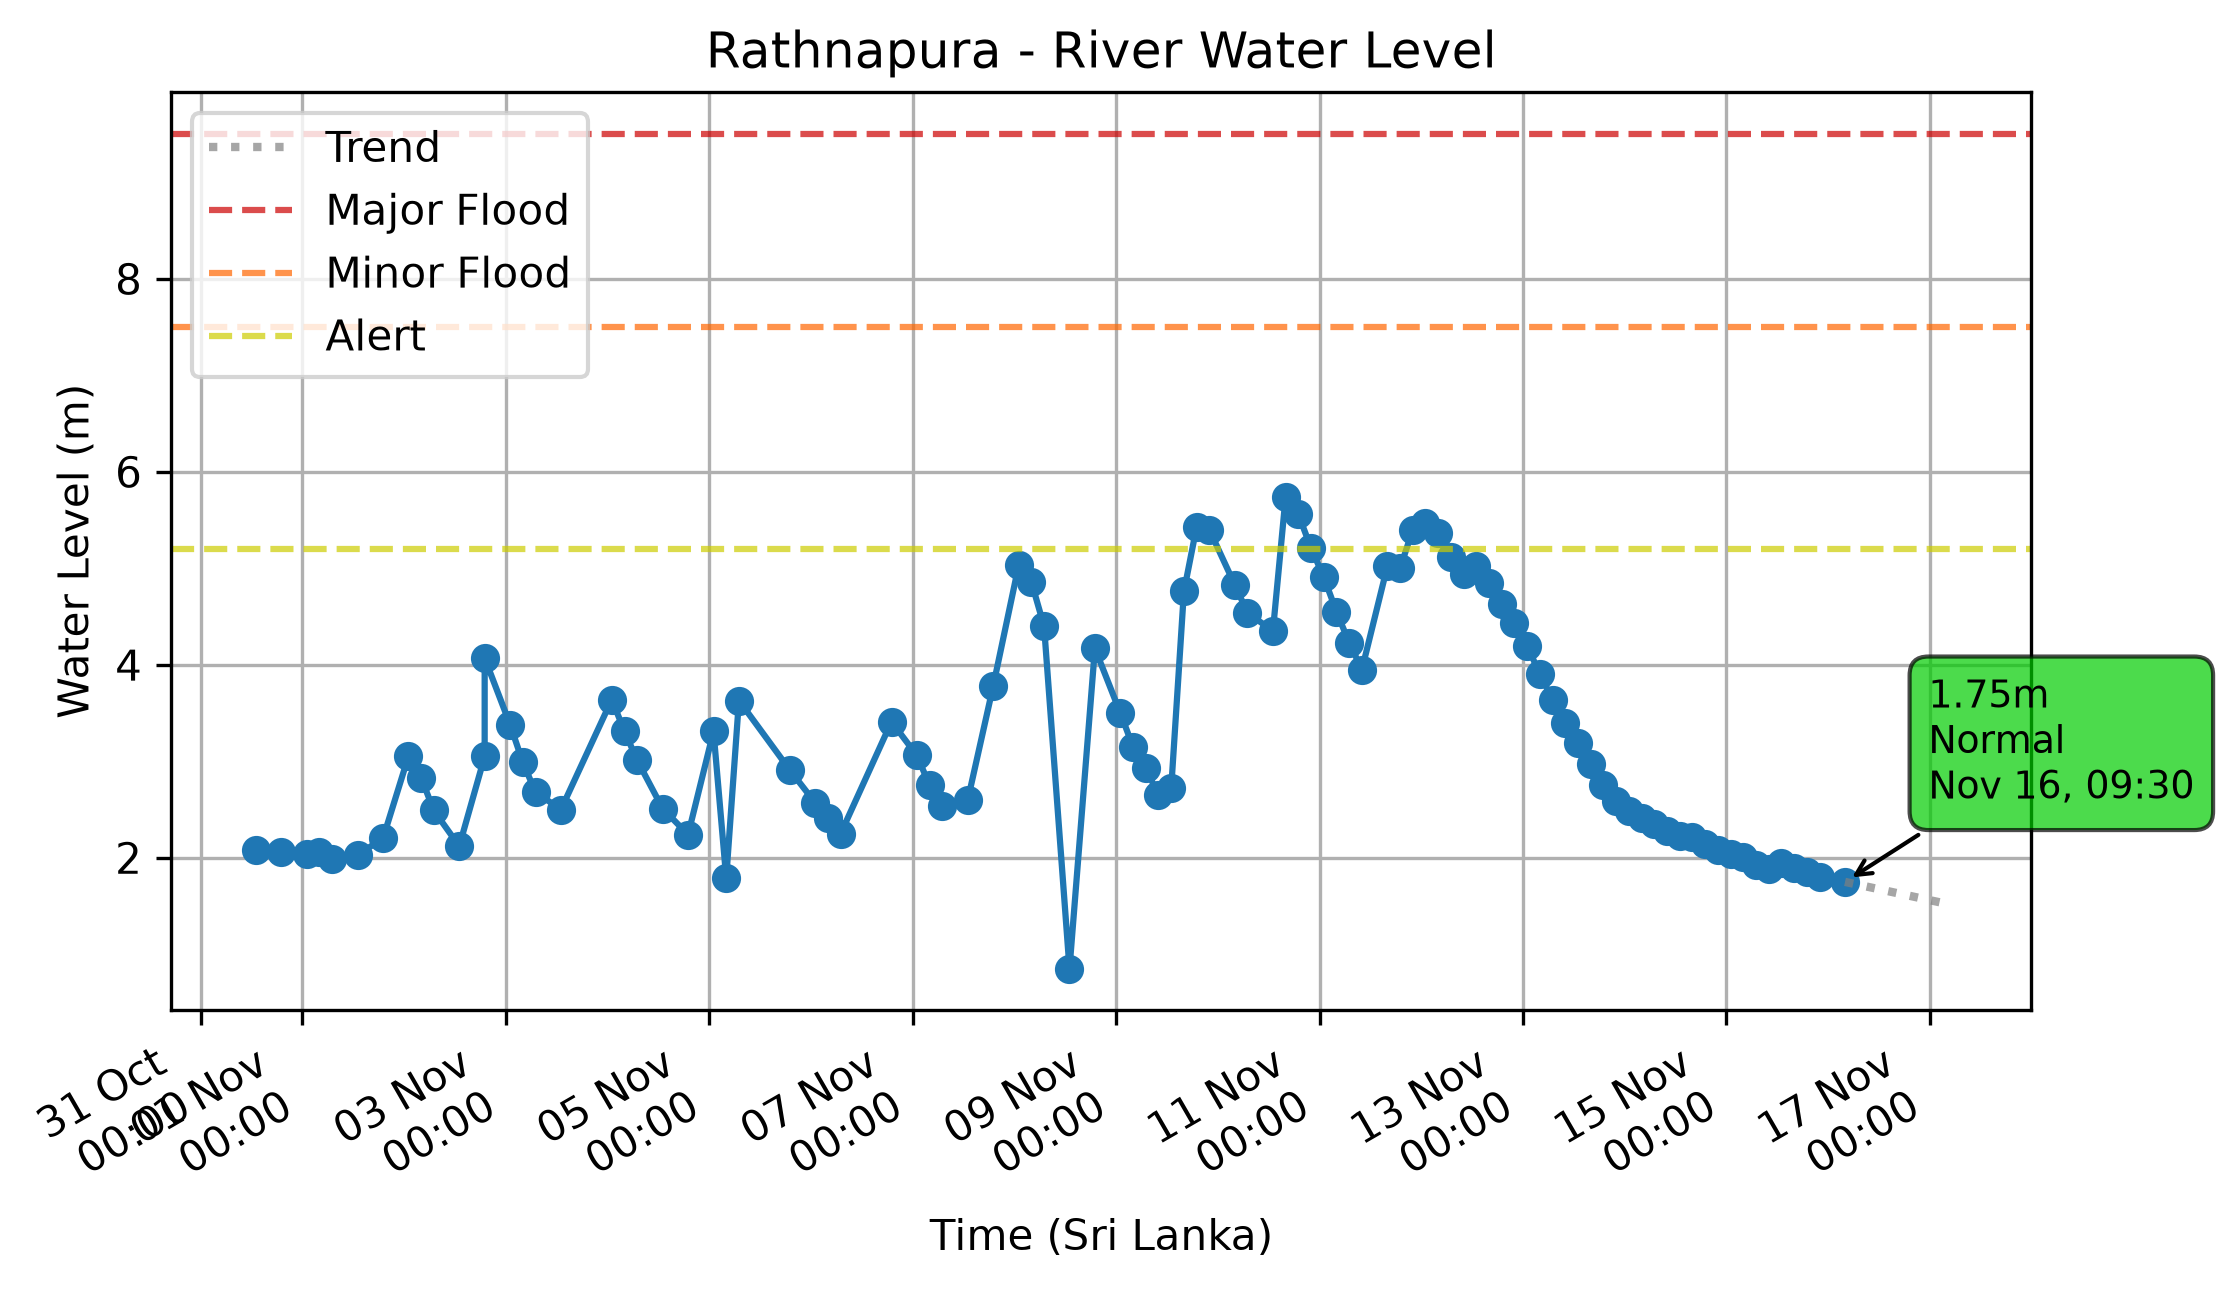 Rathnapura - River Water Level
Trend
Major Flood
Minor Flood
Alert
8
6
4
2
Water Level (m)
1.75m
Normal
Nov 16, 09:30
31 Oct
00:00
01 Nov
00:00
03 Nov
00:00
05 Nov
00:00
07 Nov
00:00
09 Nov
00:00
11 Nov
00:00
13 Nov
00:00
15 Nov
00:00
17 Nov
00:00
Time (Sri Lanka)